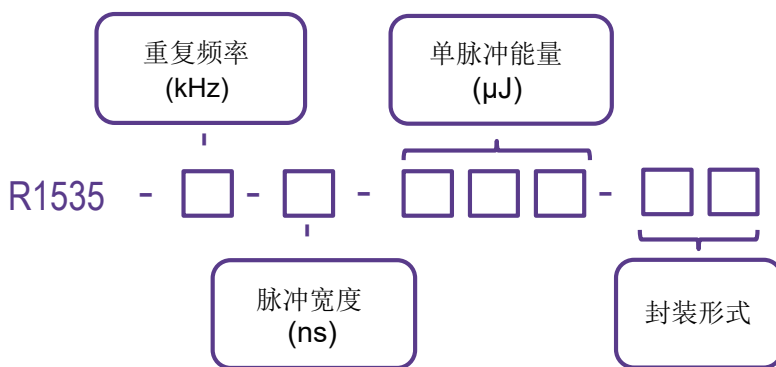 重复频率
(kHz)
单脉冲能量
(μJ)
R1535 - □ - □ - □□□ - □□
脉冲宽度
(ns)
封装形式